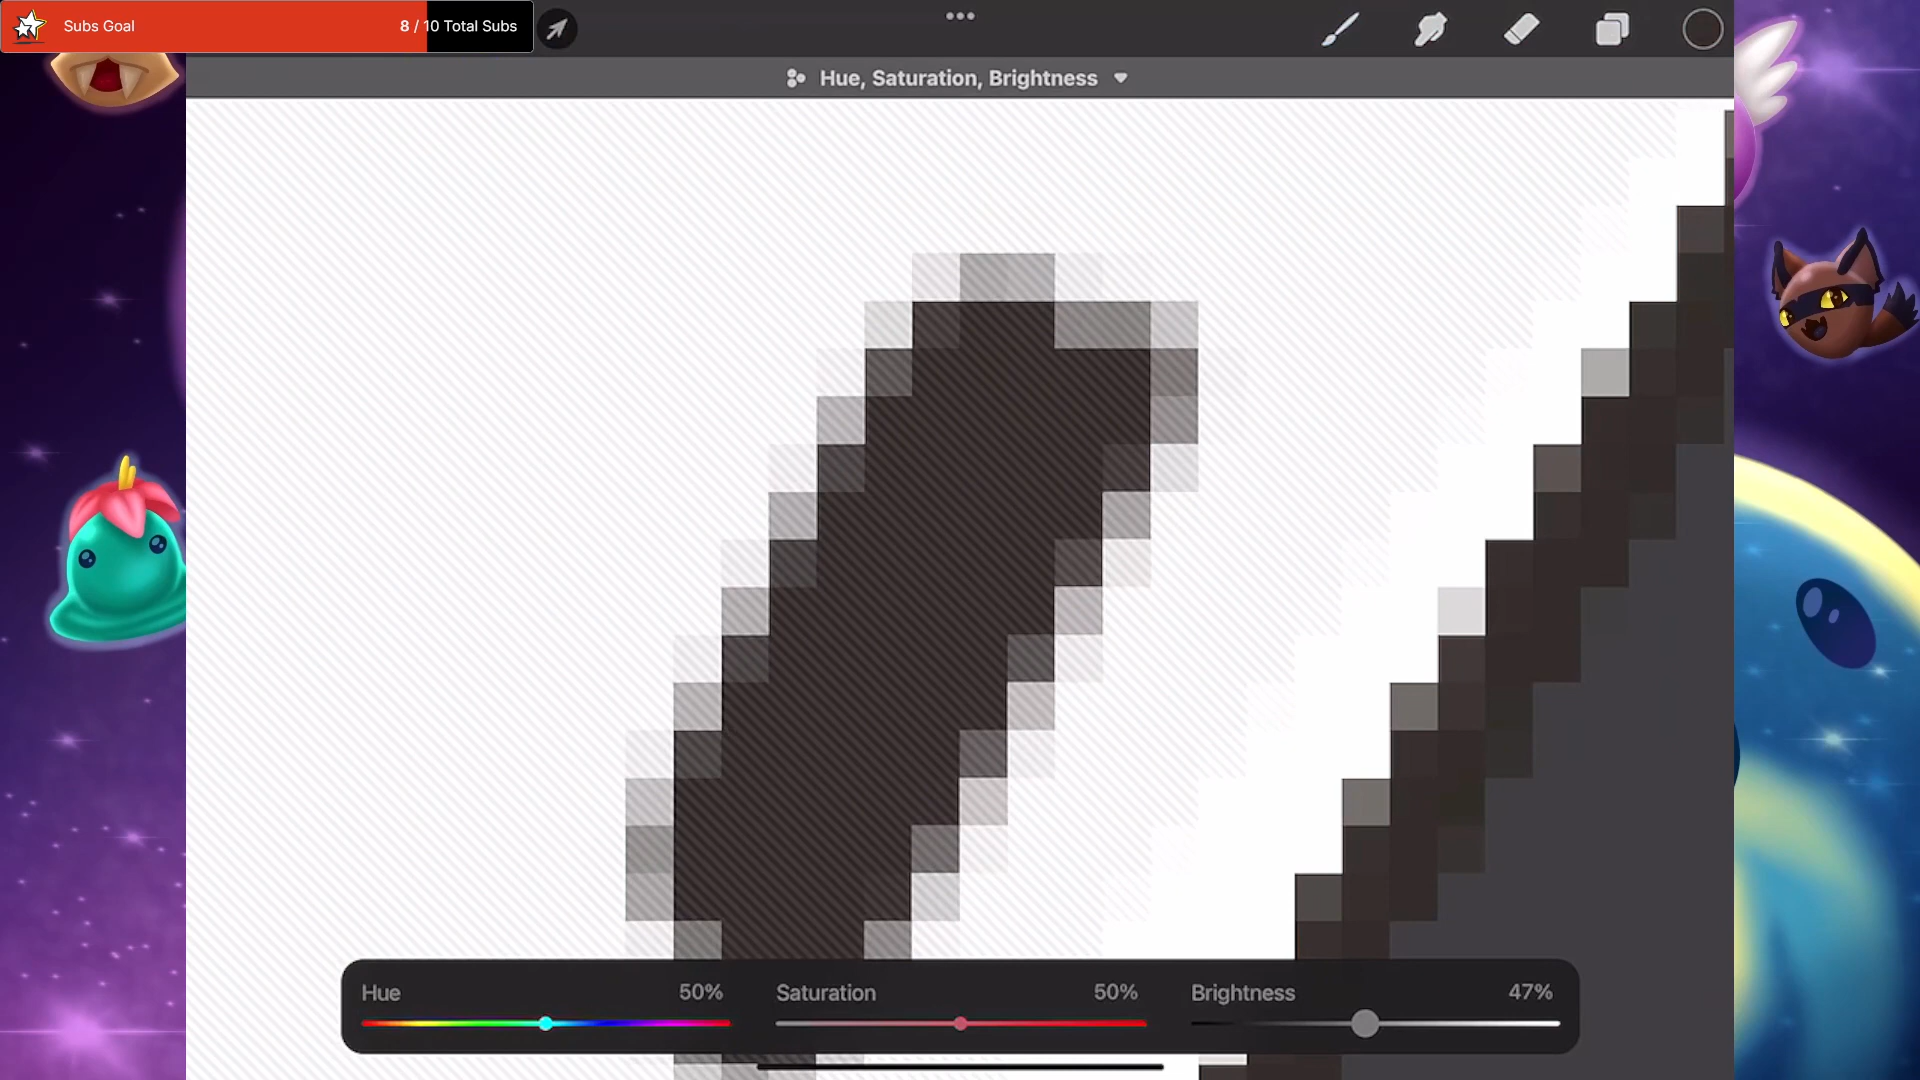 Subs Goal 8 / 10 Total Subs
Hue, Saturation, Brightness
Hue 50% Saturation 50% Brightness 47%